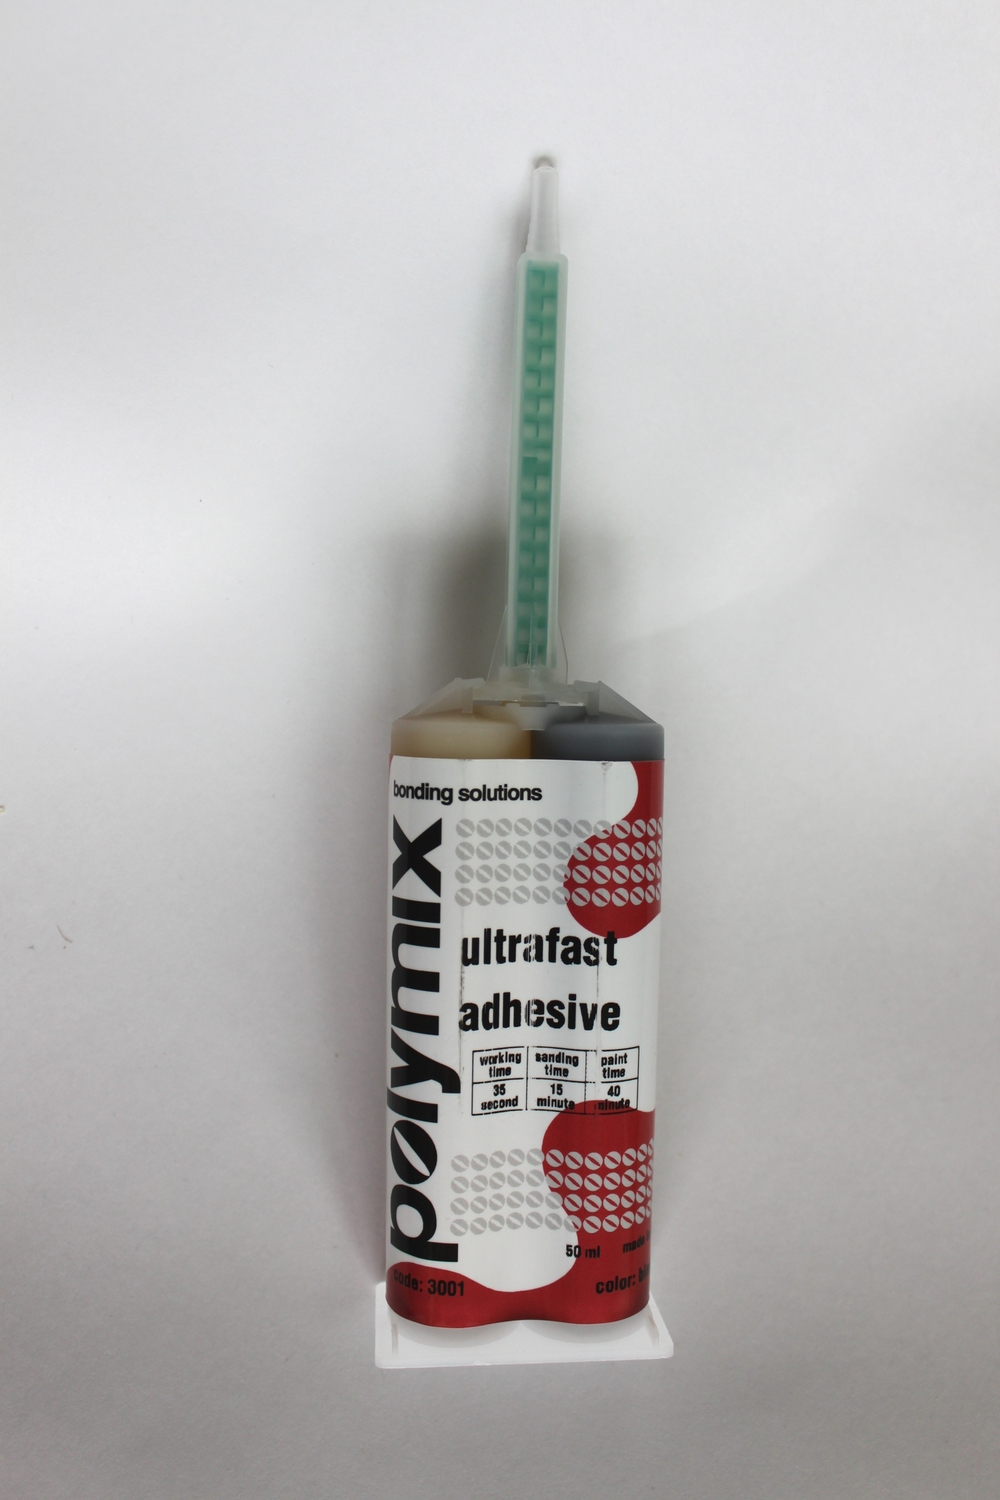 bonding solutions
polymix
ultrafast
adhesive
working time
sanding time
paint time
35 second
15 minute
40 minute
50 ml
made
code: 3001
color: